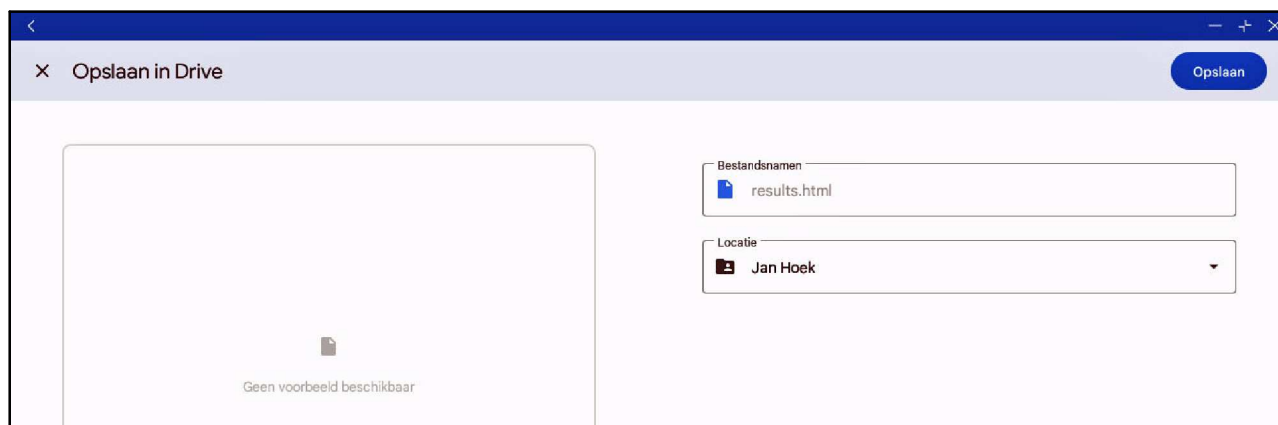 Opslaan in Drive
Opslaan
Bestandsnamen
results.html
Locatie
Jan Hoek
Geen voorbeeld beschikbaar